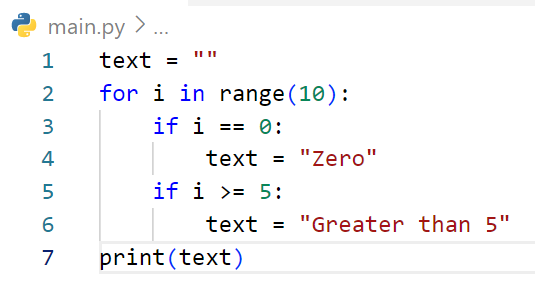 main.py > ...
1 text = ""
2 for i in range(10):
3     if i == 0:
4         text = "Zero"
5     if i >= 5:
6         text = "Greater than 5"
7 print(text)